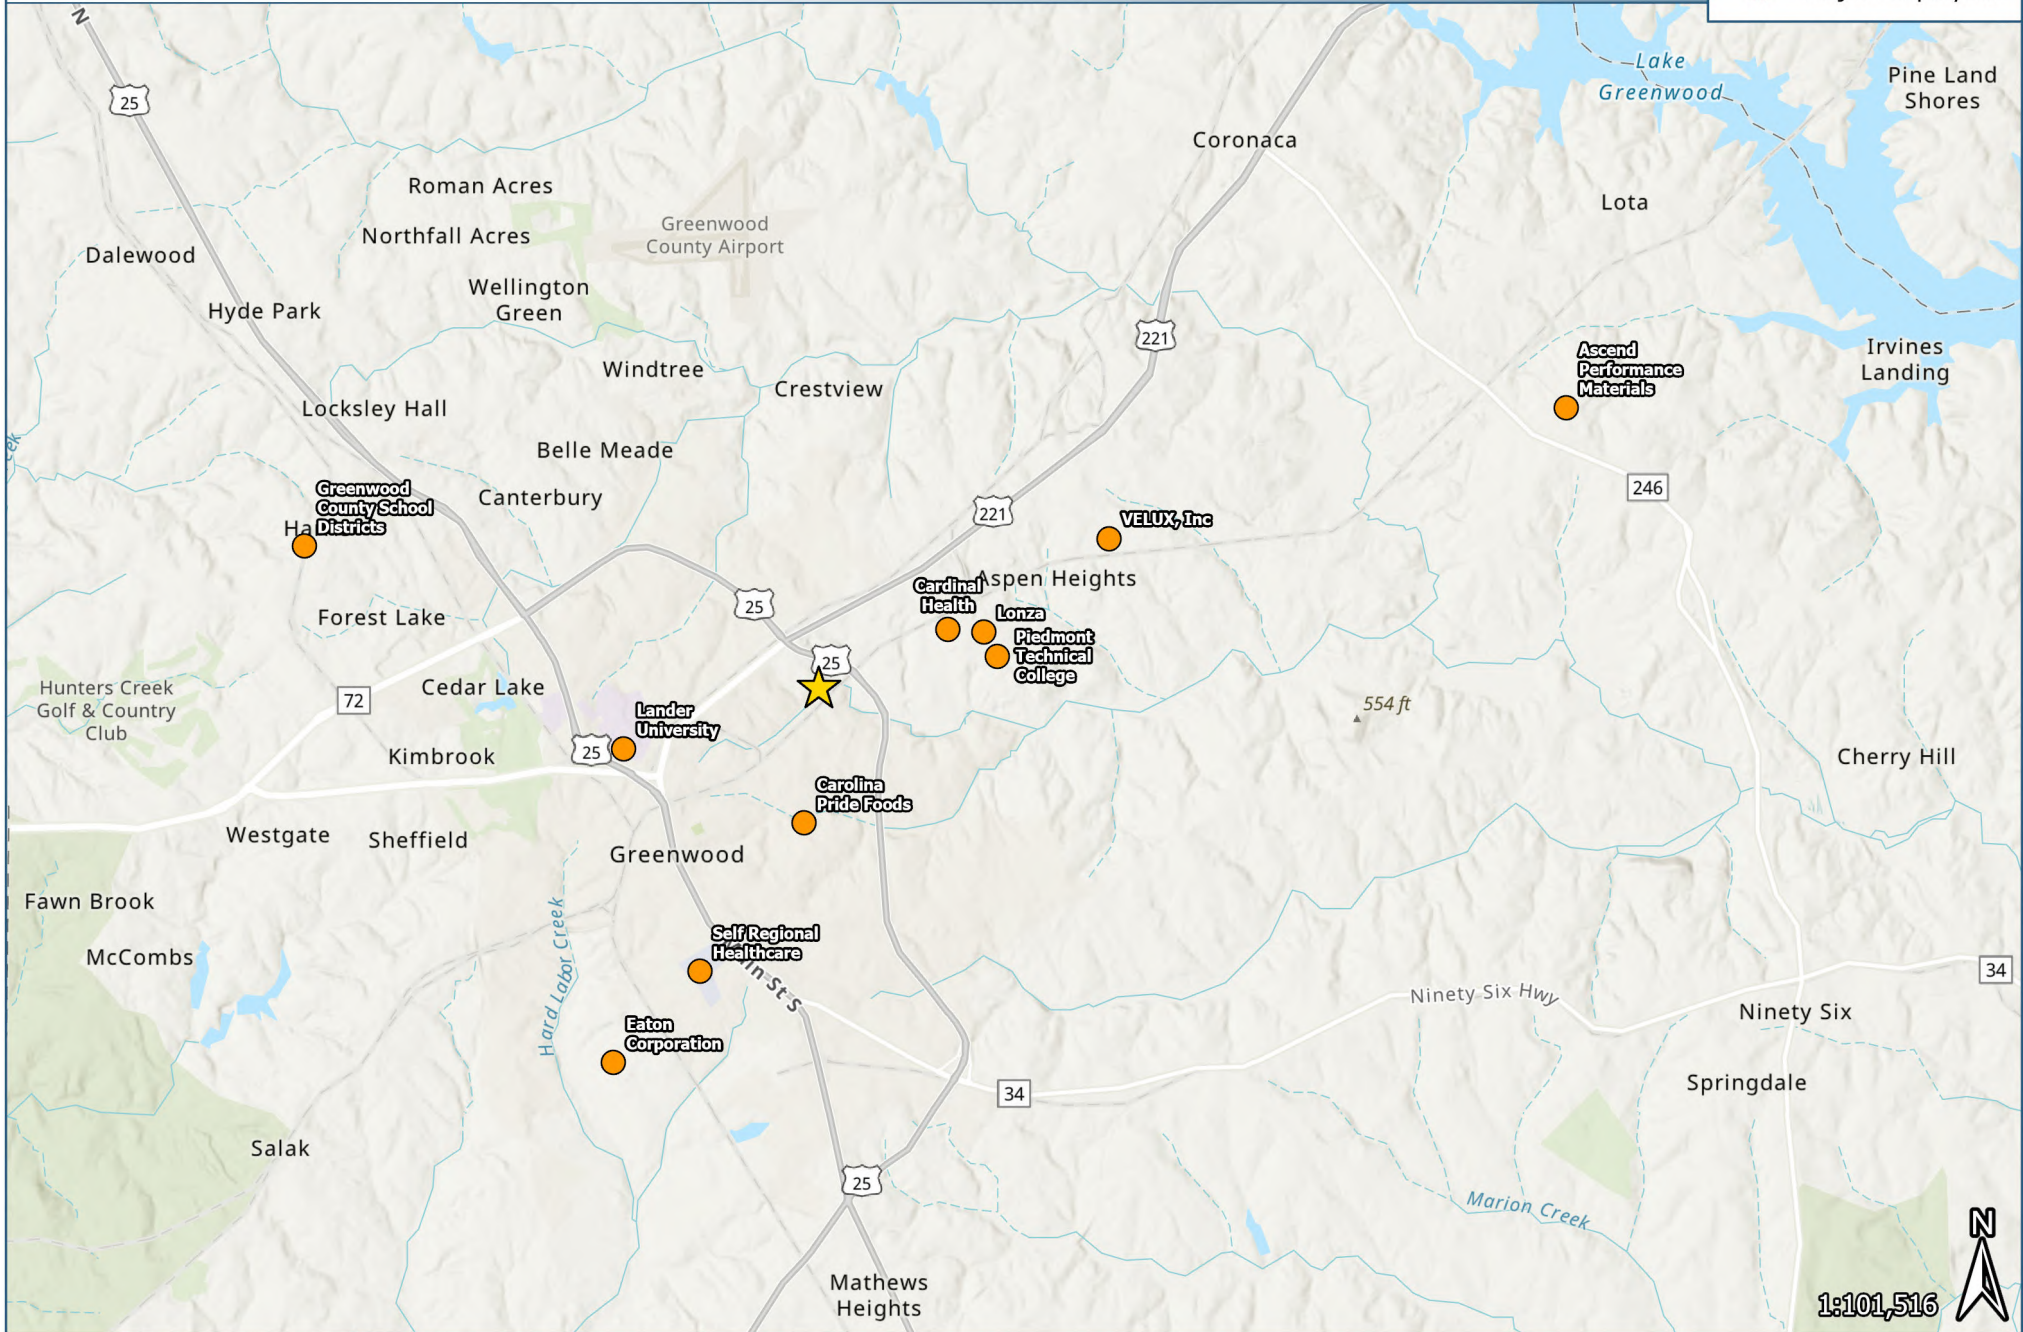 N
25
Lake
Greenwood
Pine Land
Shores
Coronaca
Roman Acres
Lota
Northfall Acres
Greenwood
County Airport
Dalewood
Wellington
Green
Hyde Park
221
Irvines
Landing
Ascend
Performance
Materials
Windtree
Crestview
Locksley Hall
Belle Meade
Canterbury
246
Greenwood
County School
Districts
221
VELUX, Inc
Aspen Heights
Cardinal
Health
25
Lonza
Forest Lake
Piedmont
Technical
College
25
Hunters Creek
Golf & Country
Club
Cedar Lake
72
554 ft
Lander
University
25
Kimbrook
Cherry Hill
Carolina
Pride Foods
Westgate
Sheffield
Greenwood
Fawn Brook
Hard Labor Creek
Self Regional
Healthcare
McCombs
St S
34
Ninety Six Hwy
Ninety Six
Eaton
Corporation
Springdale
34
Salak
25
Marion Creek
N
Mathews
Heights
1:101,516